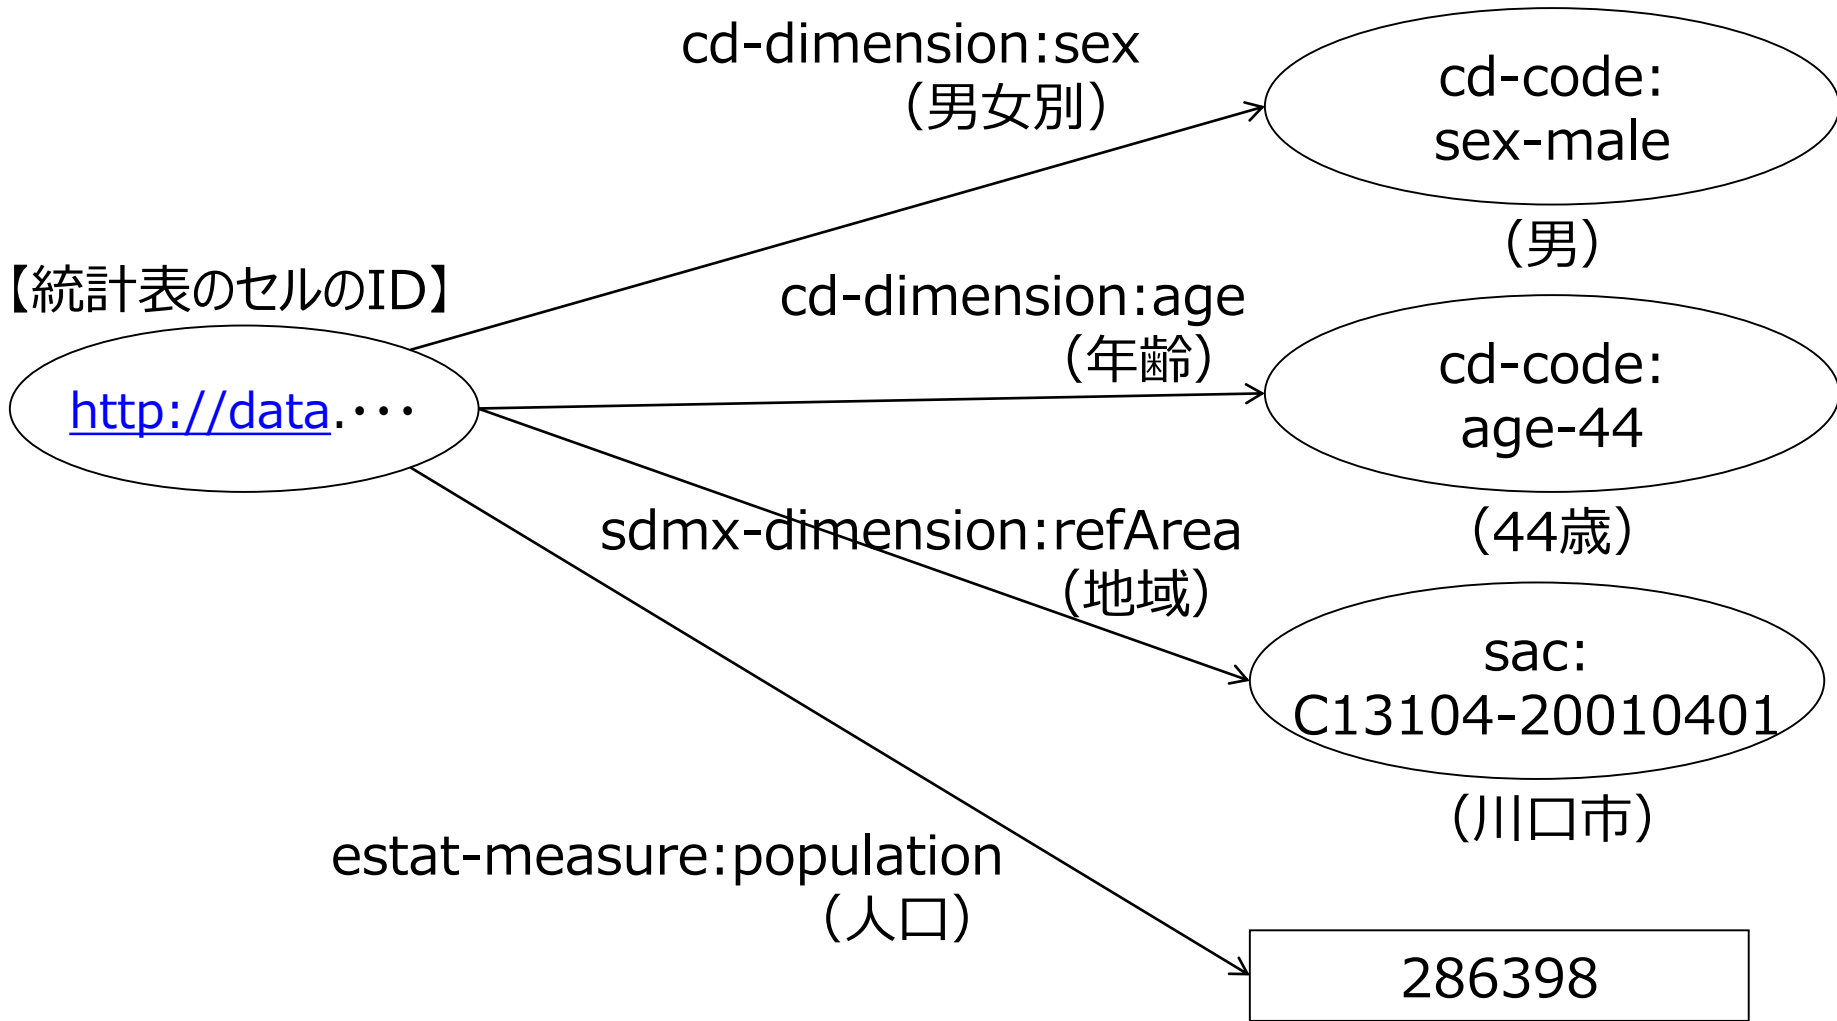 cd-dimension:sex
（男女別）
cd-code:
sex-male
（男）
【統計表のセルのID】
http://data.･･･
cd-dimension:age
（年齢）
cd-code:
age-44
（44歳）
sdmx-dimension:refArea
（地域）
sac:
C13104-20010401
（川口市）
estat-measure:population
（人口）
286398